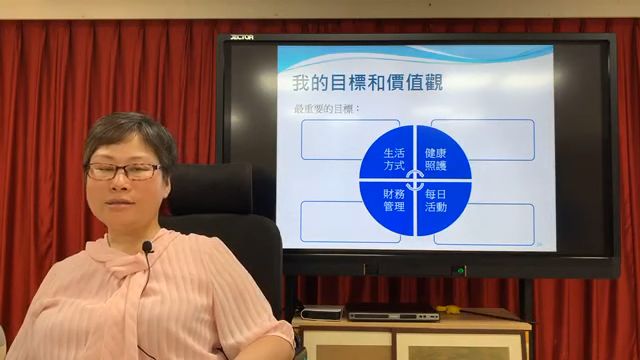 JECTOR
我的目標和價值觀
最重要的目標：
生活
方式
健康
照護
財務
管理
每日
活動